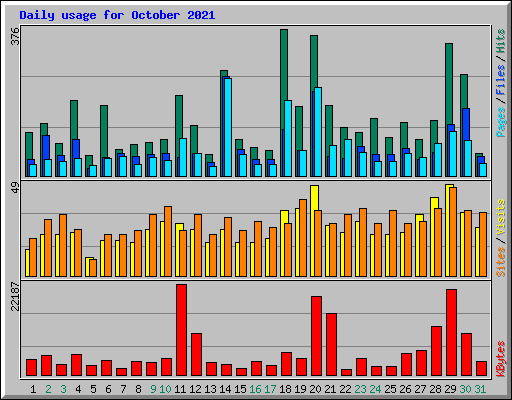 Daily usage for October 2021
376
Pages / Files / Hits
49
Sites / Visits
22187
KBytes
1 2 3 4 5 6 7 8 9 10 11 12 13 14 15 16 17 18 19 20 21 22 23 24 25 26 27 28 29 30 31